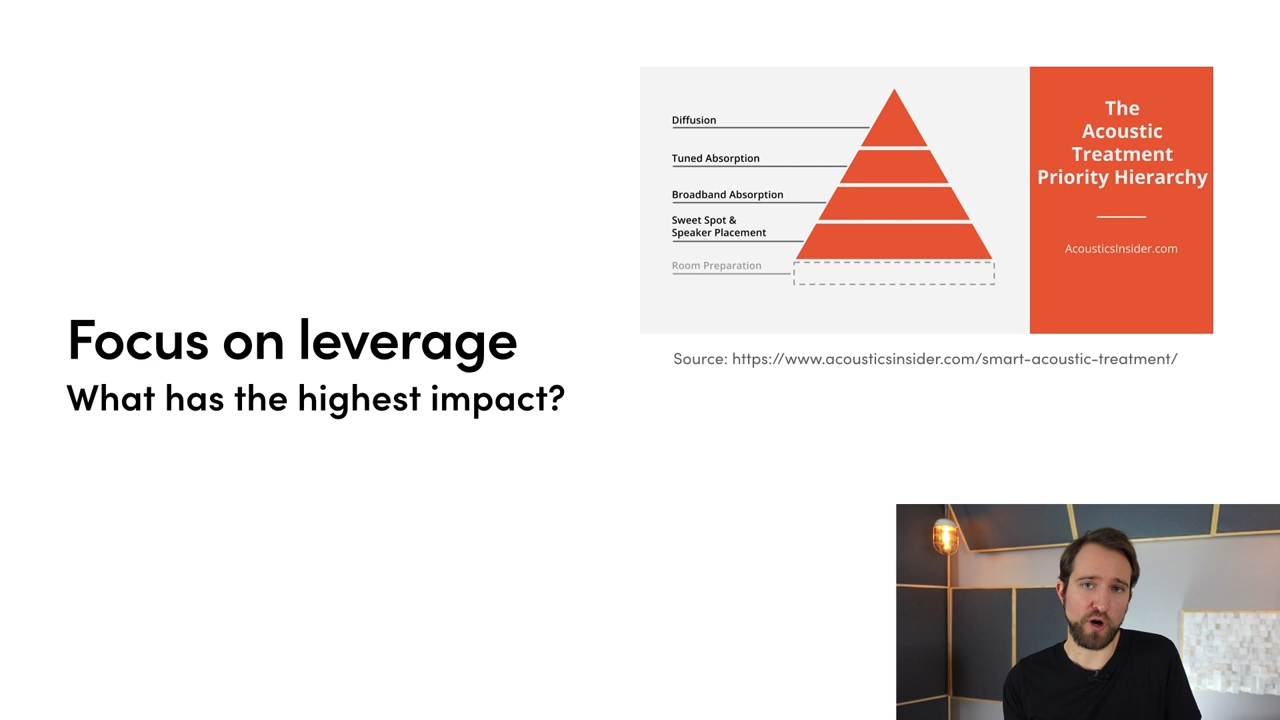 Focus on leverage
What has the highest impact?
Diffusion
Tuned Absorption
Broadband Absorption
Sweet Spot &
Speaker Placement
Room Preparation
The
Acoustic
Treatment
Priority Hierarchy
AcousticsInsider.com
Source: https://www.acousticsinsider.com/smart-acoustic-treatment/